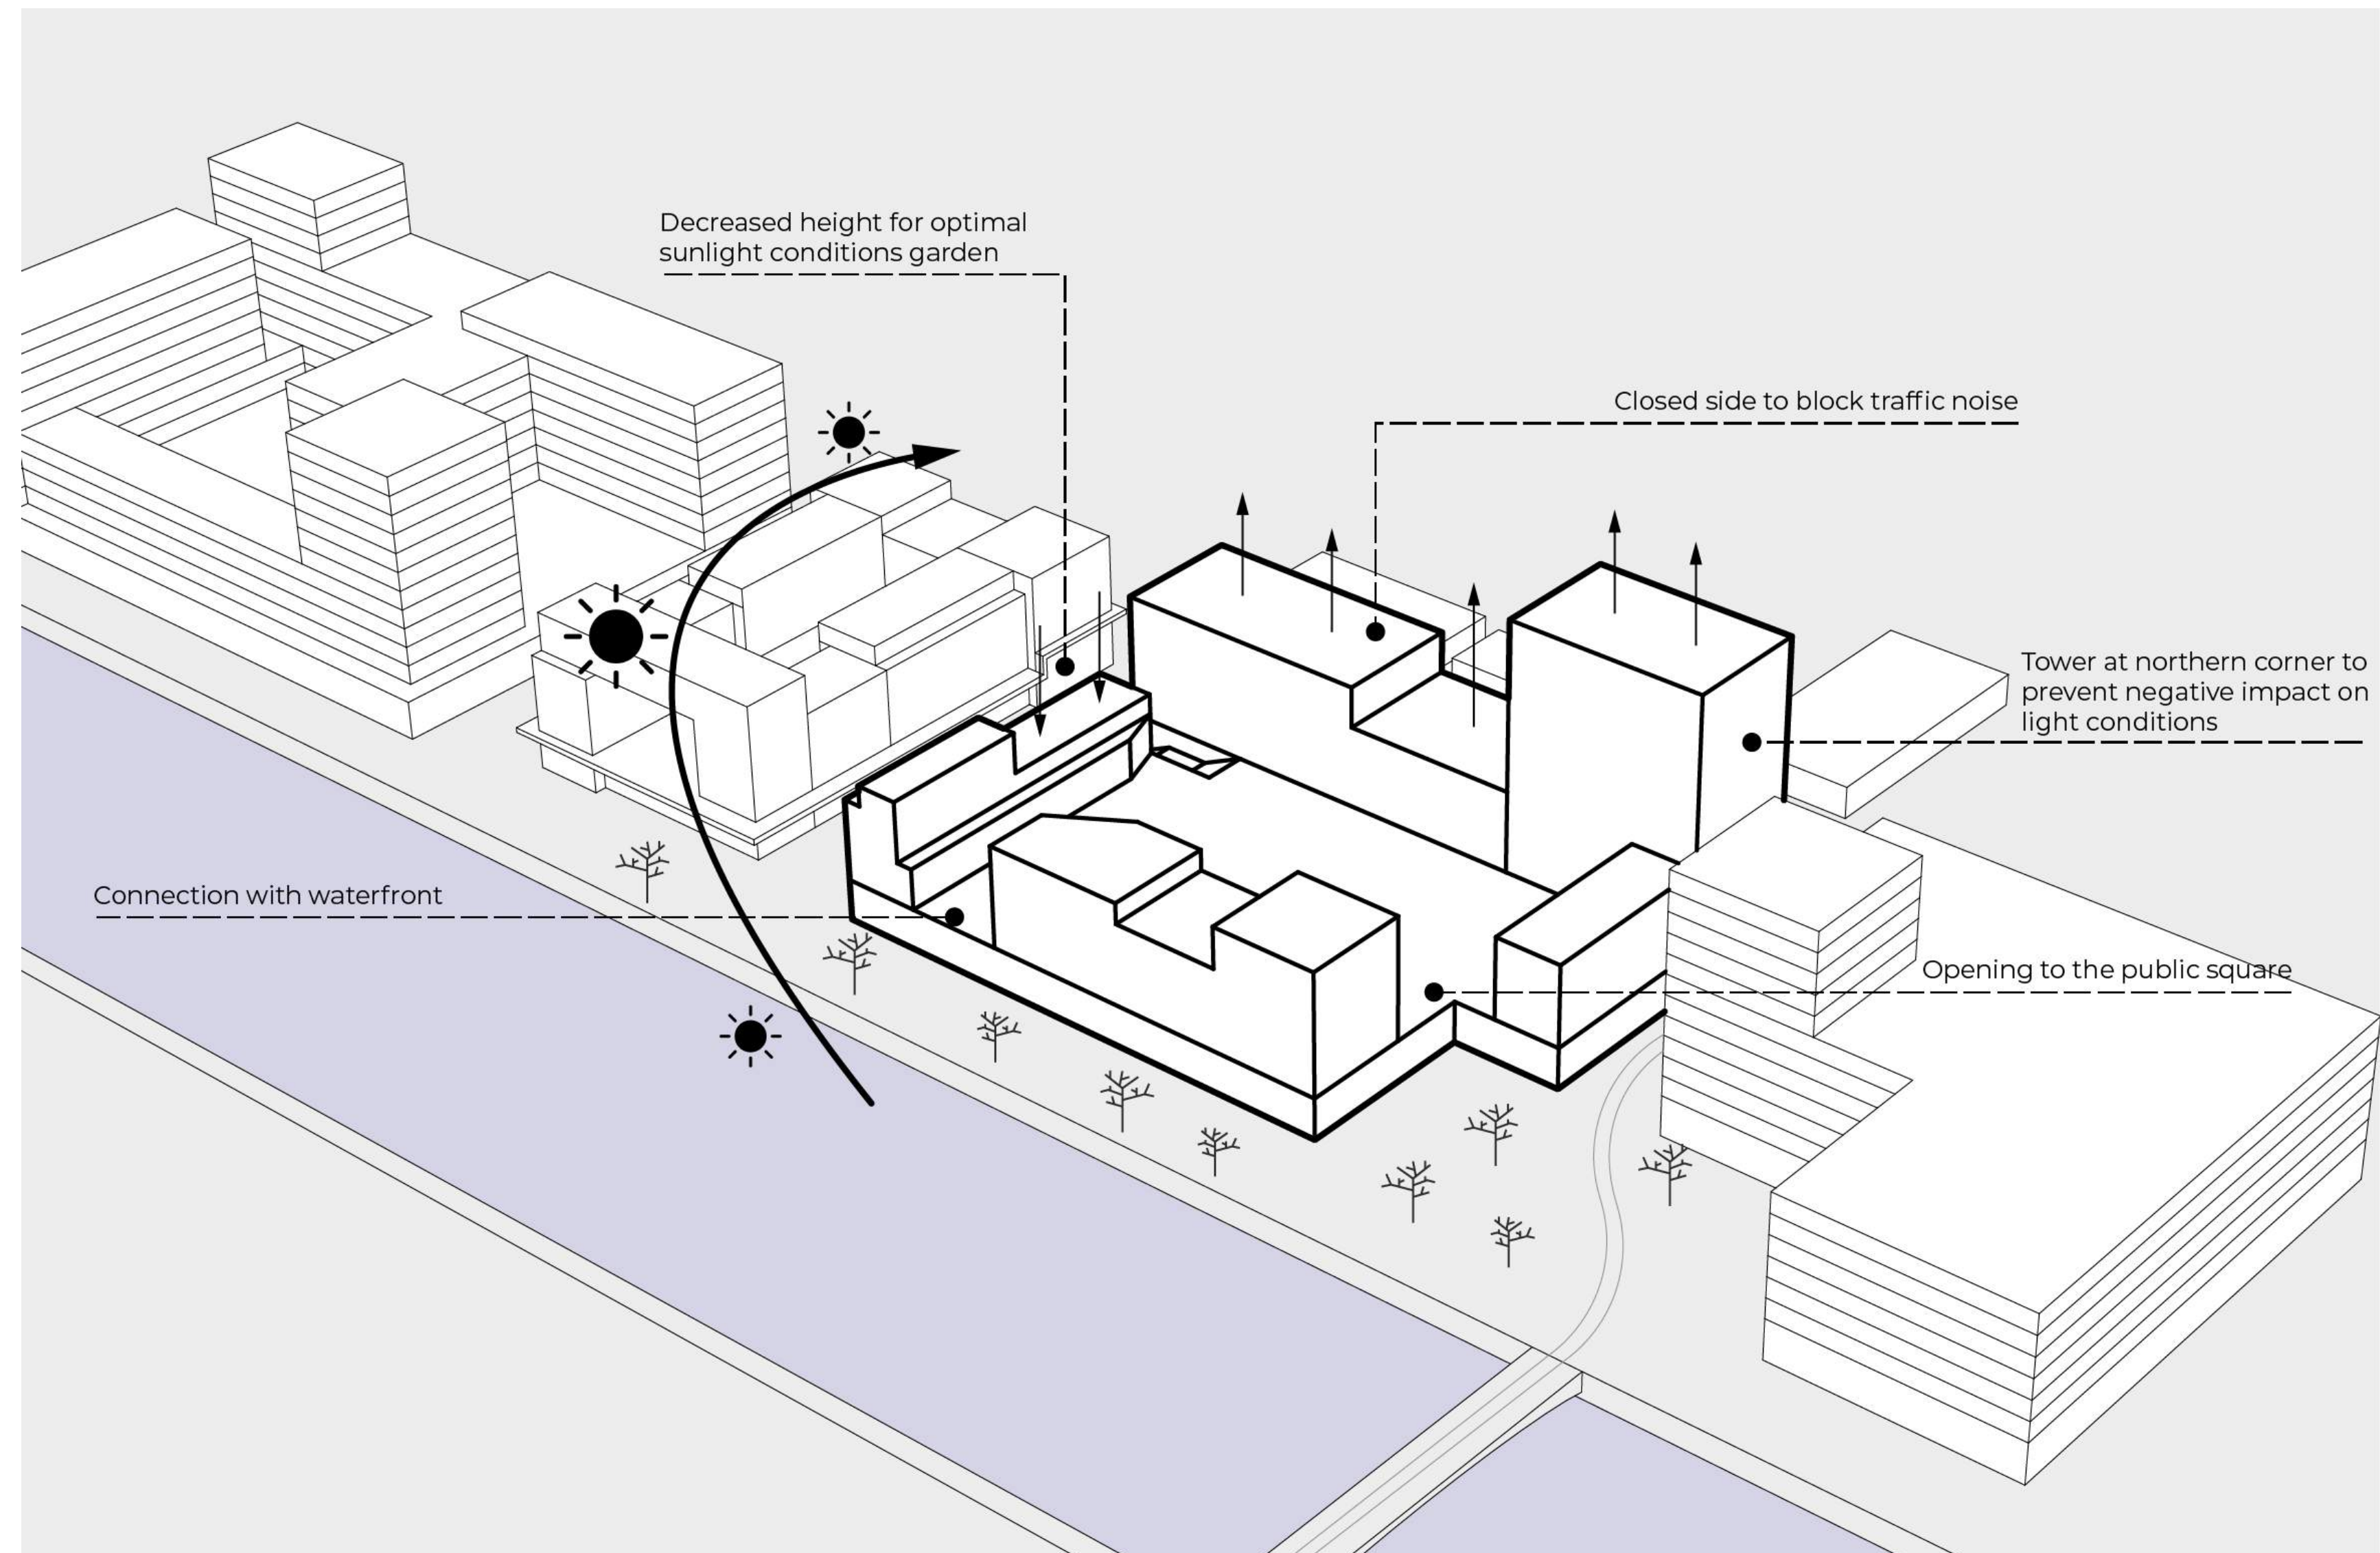 Decreased height for optimal
sunlight conditions garden
Closed side to block traffic noise
Tower at northern corner to
prevent negative impact on
light conditions
Connection with waterfront
Opening to the public square